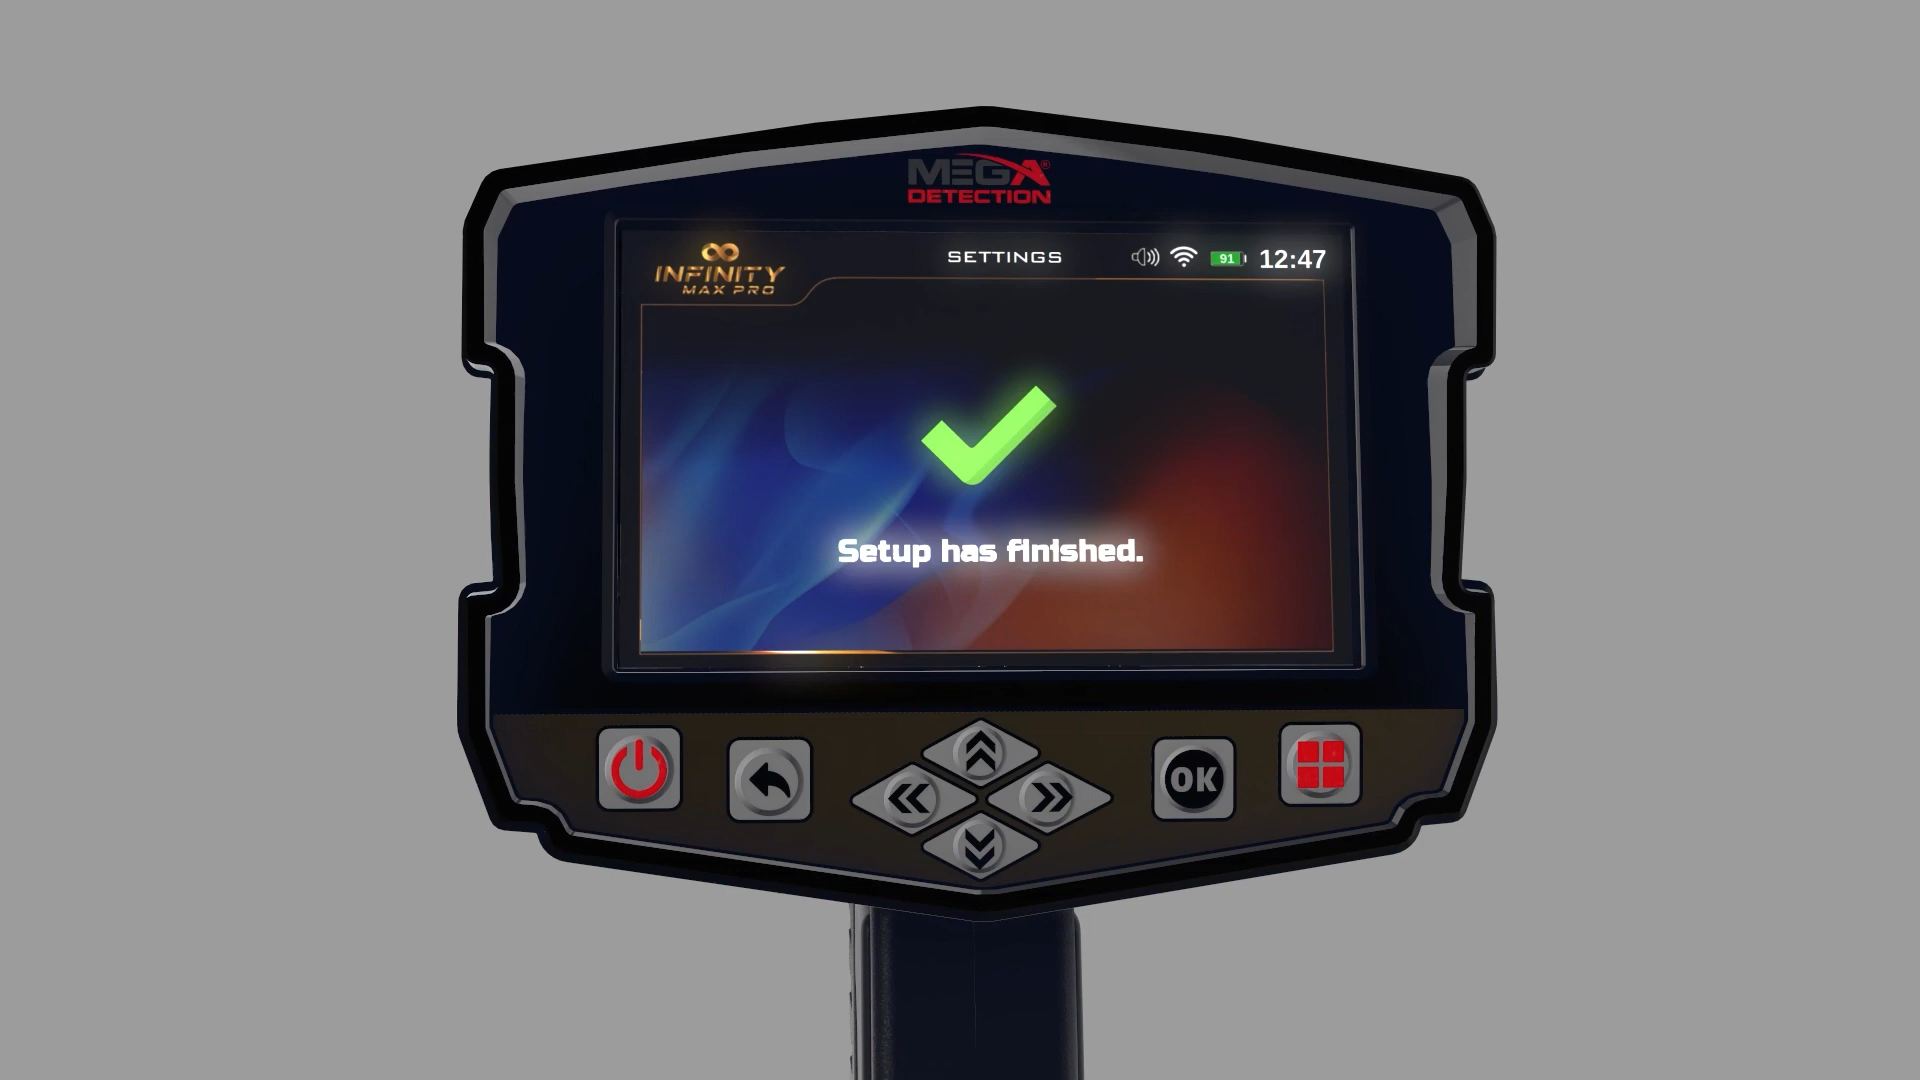 MEGA®
DETECTION
INFINITY
MAX PRO
SETTINGS
91
12:47
Setup has finished.
OK